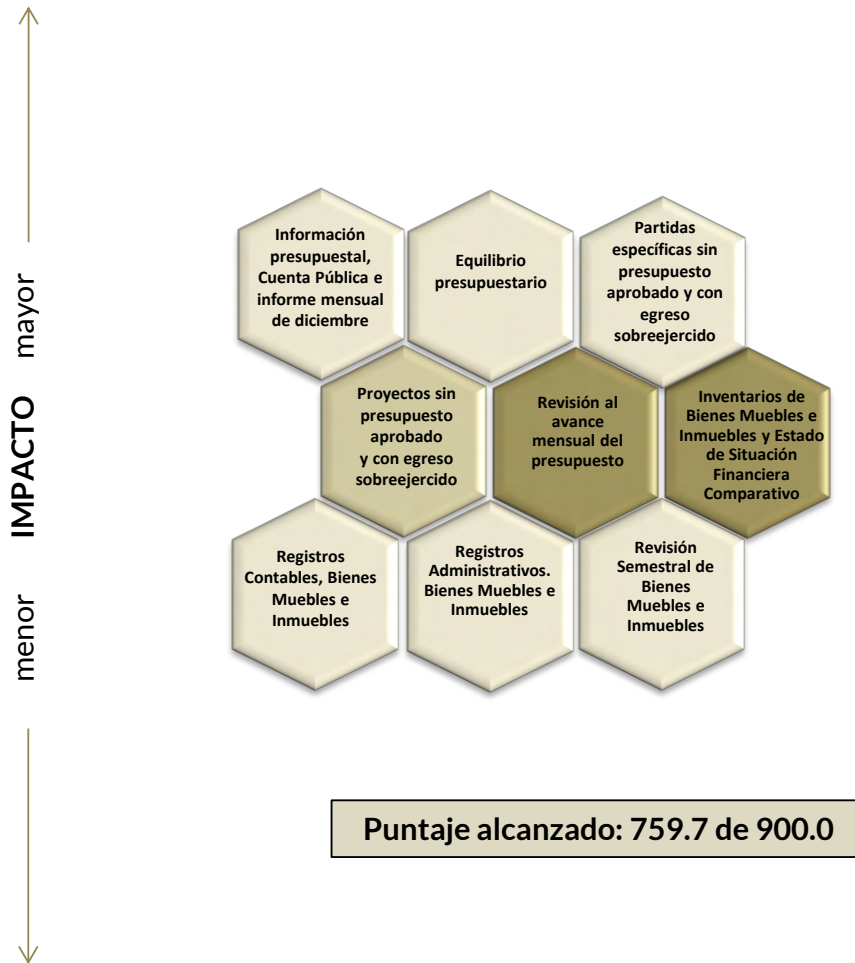 mayor
IMPACTO
menor
Información
presupuestal,
Cuenta Pública e
informe mensual
de diciembre
Equilibrio
presupuestario
Partidas
específicas sin
presupuesto
aprobado y con
egreso
sobreejercido
Proyectos sin
presupuesto
aprobado
y con egreso
sobreejercido
Revisión al
avance
mensual del
presupuesto
Inventarios de
Bienes Muebles e
Inmuebles y Estado
de Situación
Financiera
Comparativo
Registros
Contables, Bienes
Muebles e
Inmuebles
Registros
Administrativos.
Bienes Muebles e
Inmuebles
Revisión
Semestral de
Bienes
Muebles e
Inmuebles
Puntaje alcanzado: 759.7 de 900.0